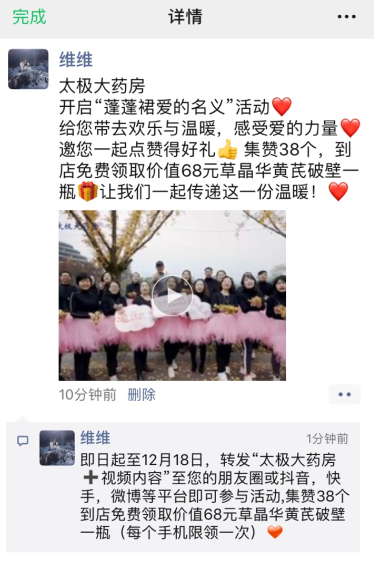 完成 详情
维维
太极大药房
开启“蓬蓬裙爱的名义”活动❤️
给您带去欢乐与温暖，感受爱的力量❤️
邀您一起点赞得好礼👍 集赞38个，到
店免费领取价值68元草晶华黄芪破壁一
瓶🎁让我们一起传递这一份温暖！❤️
10分钟前 删除
维维 1分钟前
即日起至12月18日，转发“太极大药房
➕视频内容”至您的朋友圈或抖音，快
手，微博等平台即可参与活动,集赞38个
到店免费领取价值68元草晶华黄芪破壁
一瓶（每个手机限领一次）❤️